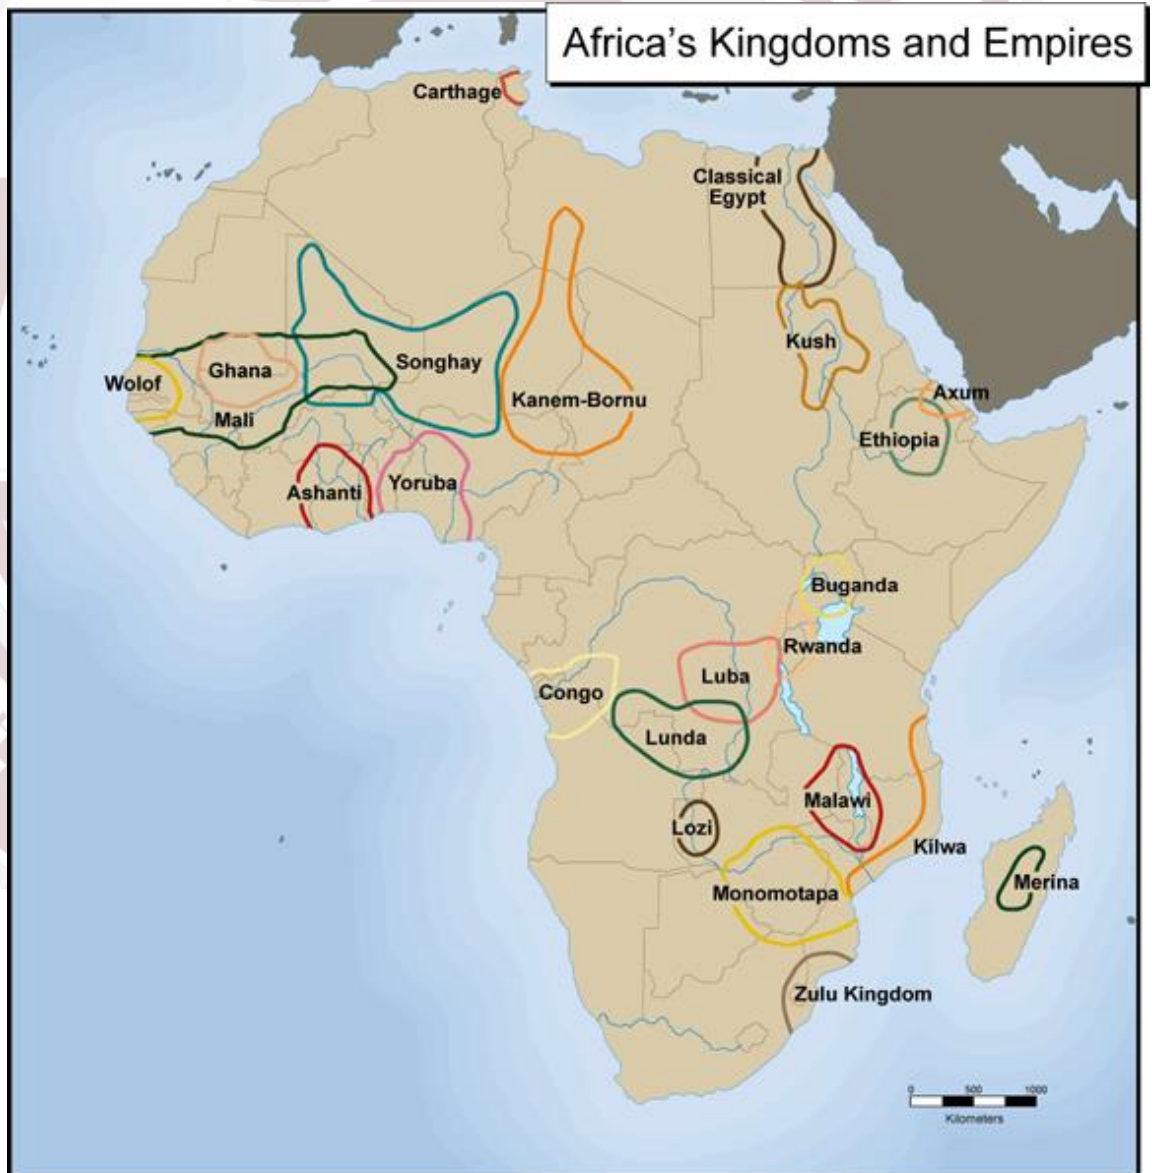 Africa's Kingdoms and Empires
Carthage
Classical
Egypt
Kush
Wolof
Ghana
Songhay
Mali
Kanem-Bornu
Axum
Ethiopia
Ashanti
Yoruba
Buganda
Rwanda
Luba
Congo
Lunda
Malawi
Lozi
Kilwa
Monomotapa
Merina
Zulu Kingdom
0 500 1000
Kilometers